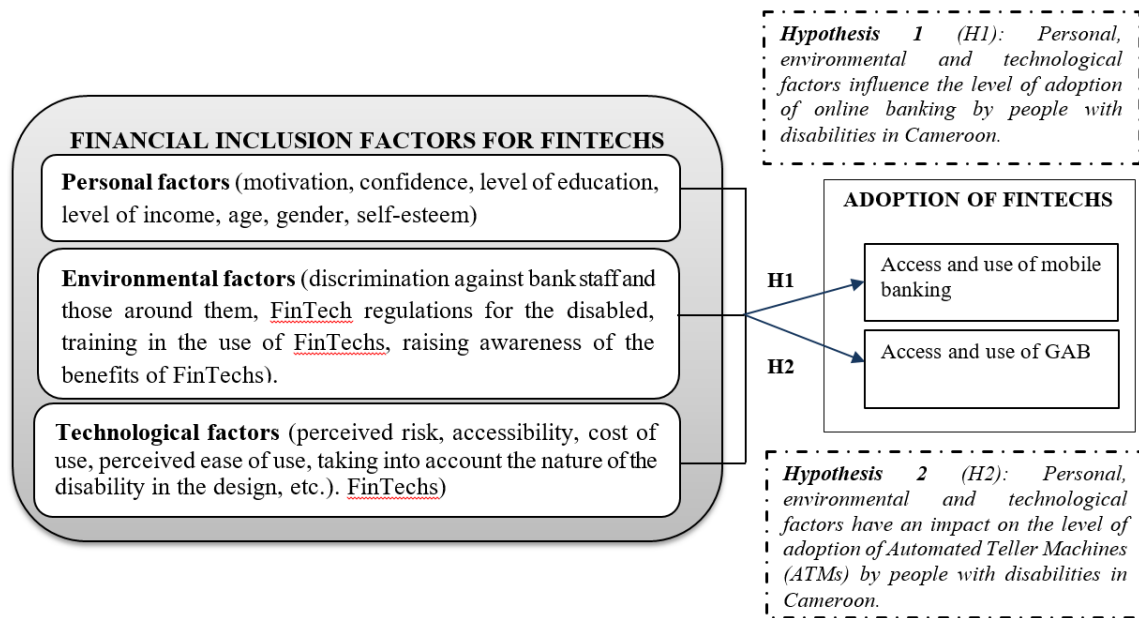 FINANCIAL INCLUSION FACTORS FOR FINTECHS
Personal factors (motivation, confidence, level of education,
level of income, age, gender, self-esteem)
Environmental factors (discrimination against bank staff and
those around them, FinTech regulations for the disabled,
training in the use of FinTechs, raising awareness of the
benefits of FinTechs).
Technological factors (perceived risk, accessibility, cost of
use, perceived ease of use, taking into account the nature of the
disability in the design, etc.). FinTechs)
H1
H2
Hypothesis 1 (H1): Personal,
environmental and technological
factors influence the level of adoption
of online banking by people with
disabilities in Cameroon.
ADOPTION OF FINTECHS
Access and use of mobile
banking
Access and use of GAB
Hypothesis 2 (H2): Personal,
environmental and technological
factors have an impact on the level of
adoption of Automated Teller Machines
(ATMs) by people with disabilities in
Cameroon.